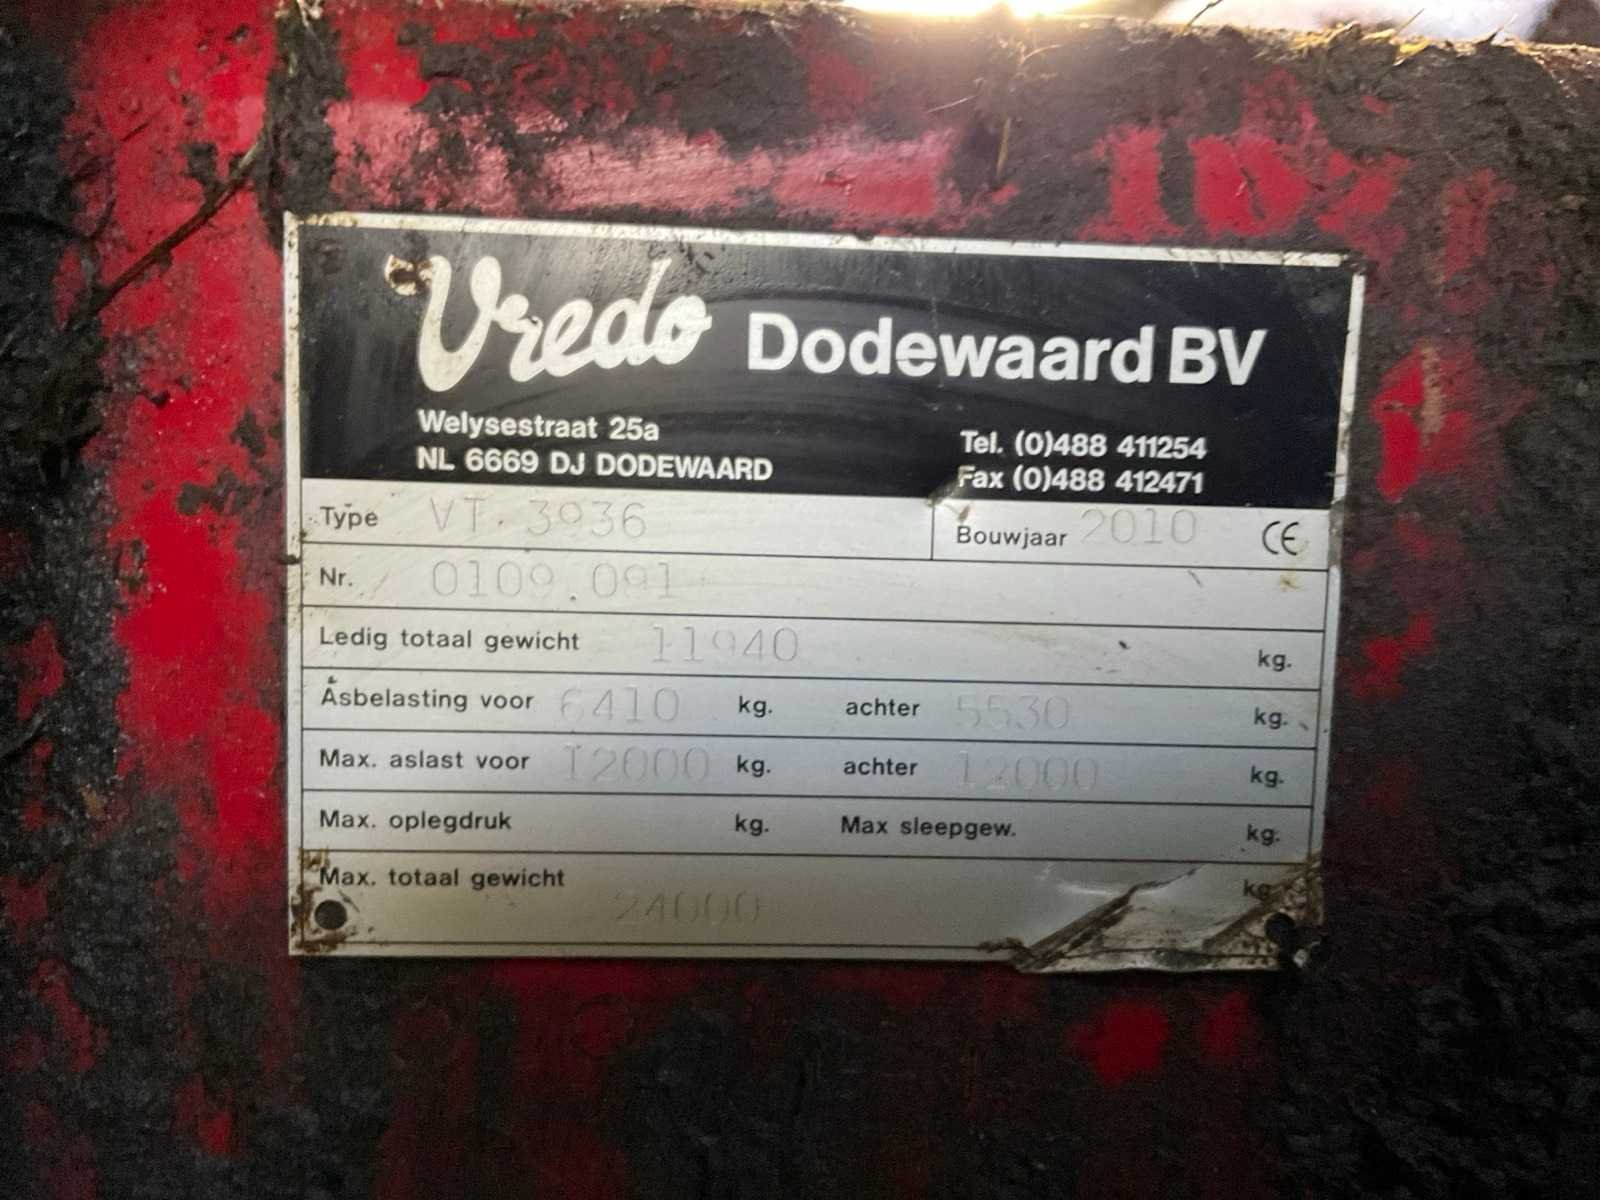 Vredo Dodewaard BV
Welysestraat 25a
NL 6669 DJ DODEWAARD
Tel. (0)488 411254
Fax (0)488 412471
Type VT. 3936 Bouwjaar 2010 CE
Nr. 0109.091
Ledig totaal gewicht 11940 kg.
Asbelasting voor 6410 kg. achter 5530 kg.
Max. aslast voor 12000 kg. achter 12000 kg.
Max. oplegdruk kg. Max sleepgew. kg.
Max. totaal gewicht 24000 kg.